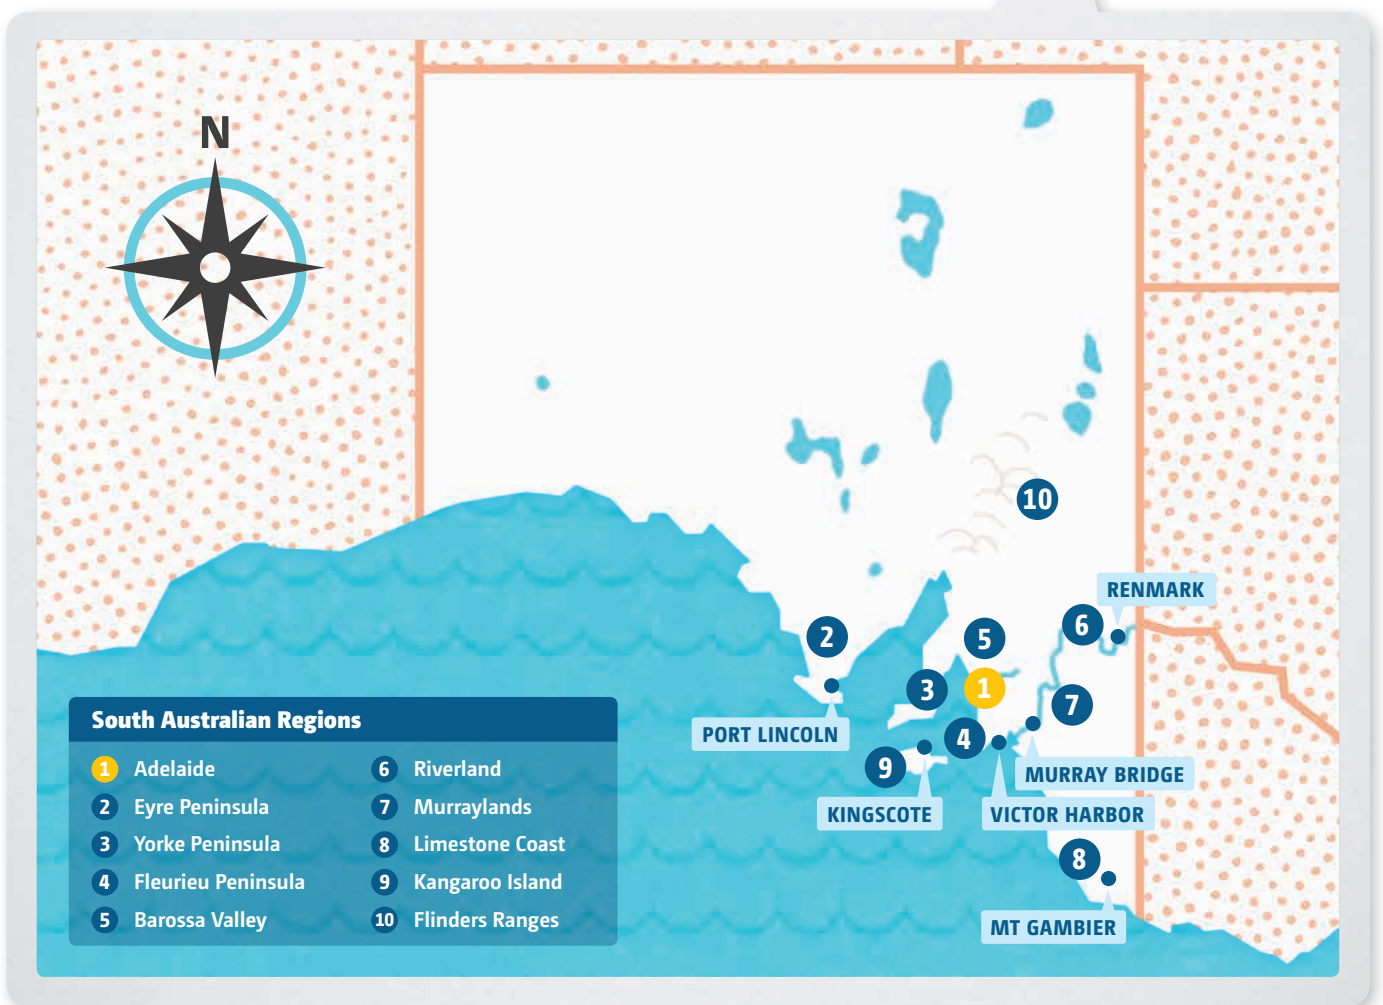 N
10
RENMARK
6
2
5
3
1
7
PORT LINCOLN
4
9
MURRAY BRIDGE
KINGSCOTE
VICTOR HARBOR
8
MT GAMBIER
South Australian Regions
1 Adelaide
2 Eyre Peninsula
3 Yorke Peninsula
4 Fleurieu Peninsula
5 Barossa Valley
6 Riverland
7 Murraylands
8 Limestone Coast
9 Kangaroo Island
10 Flinders Ranges